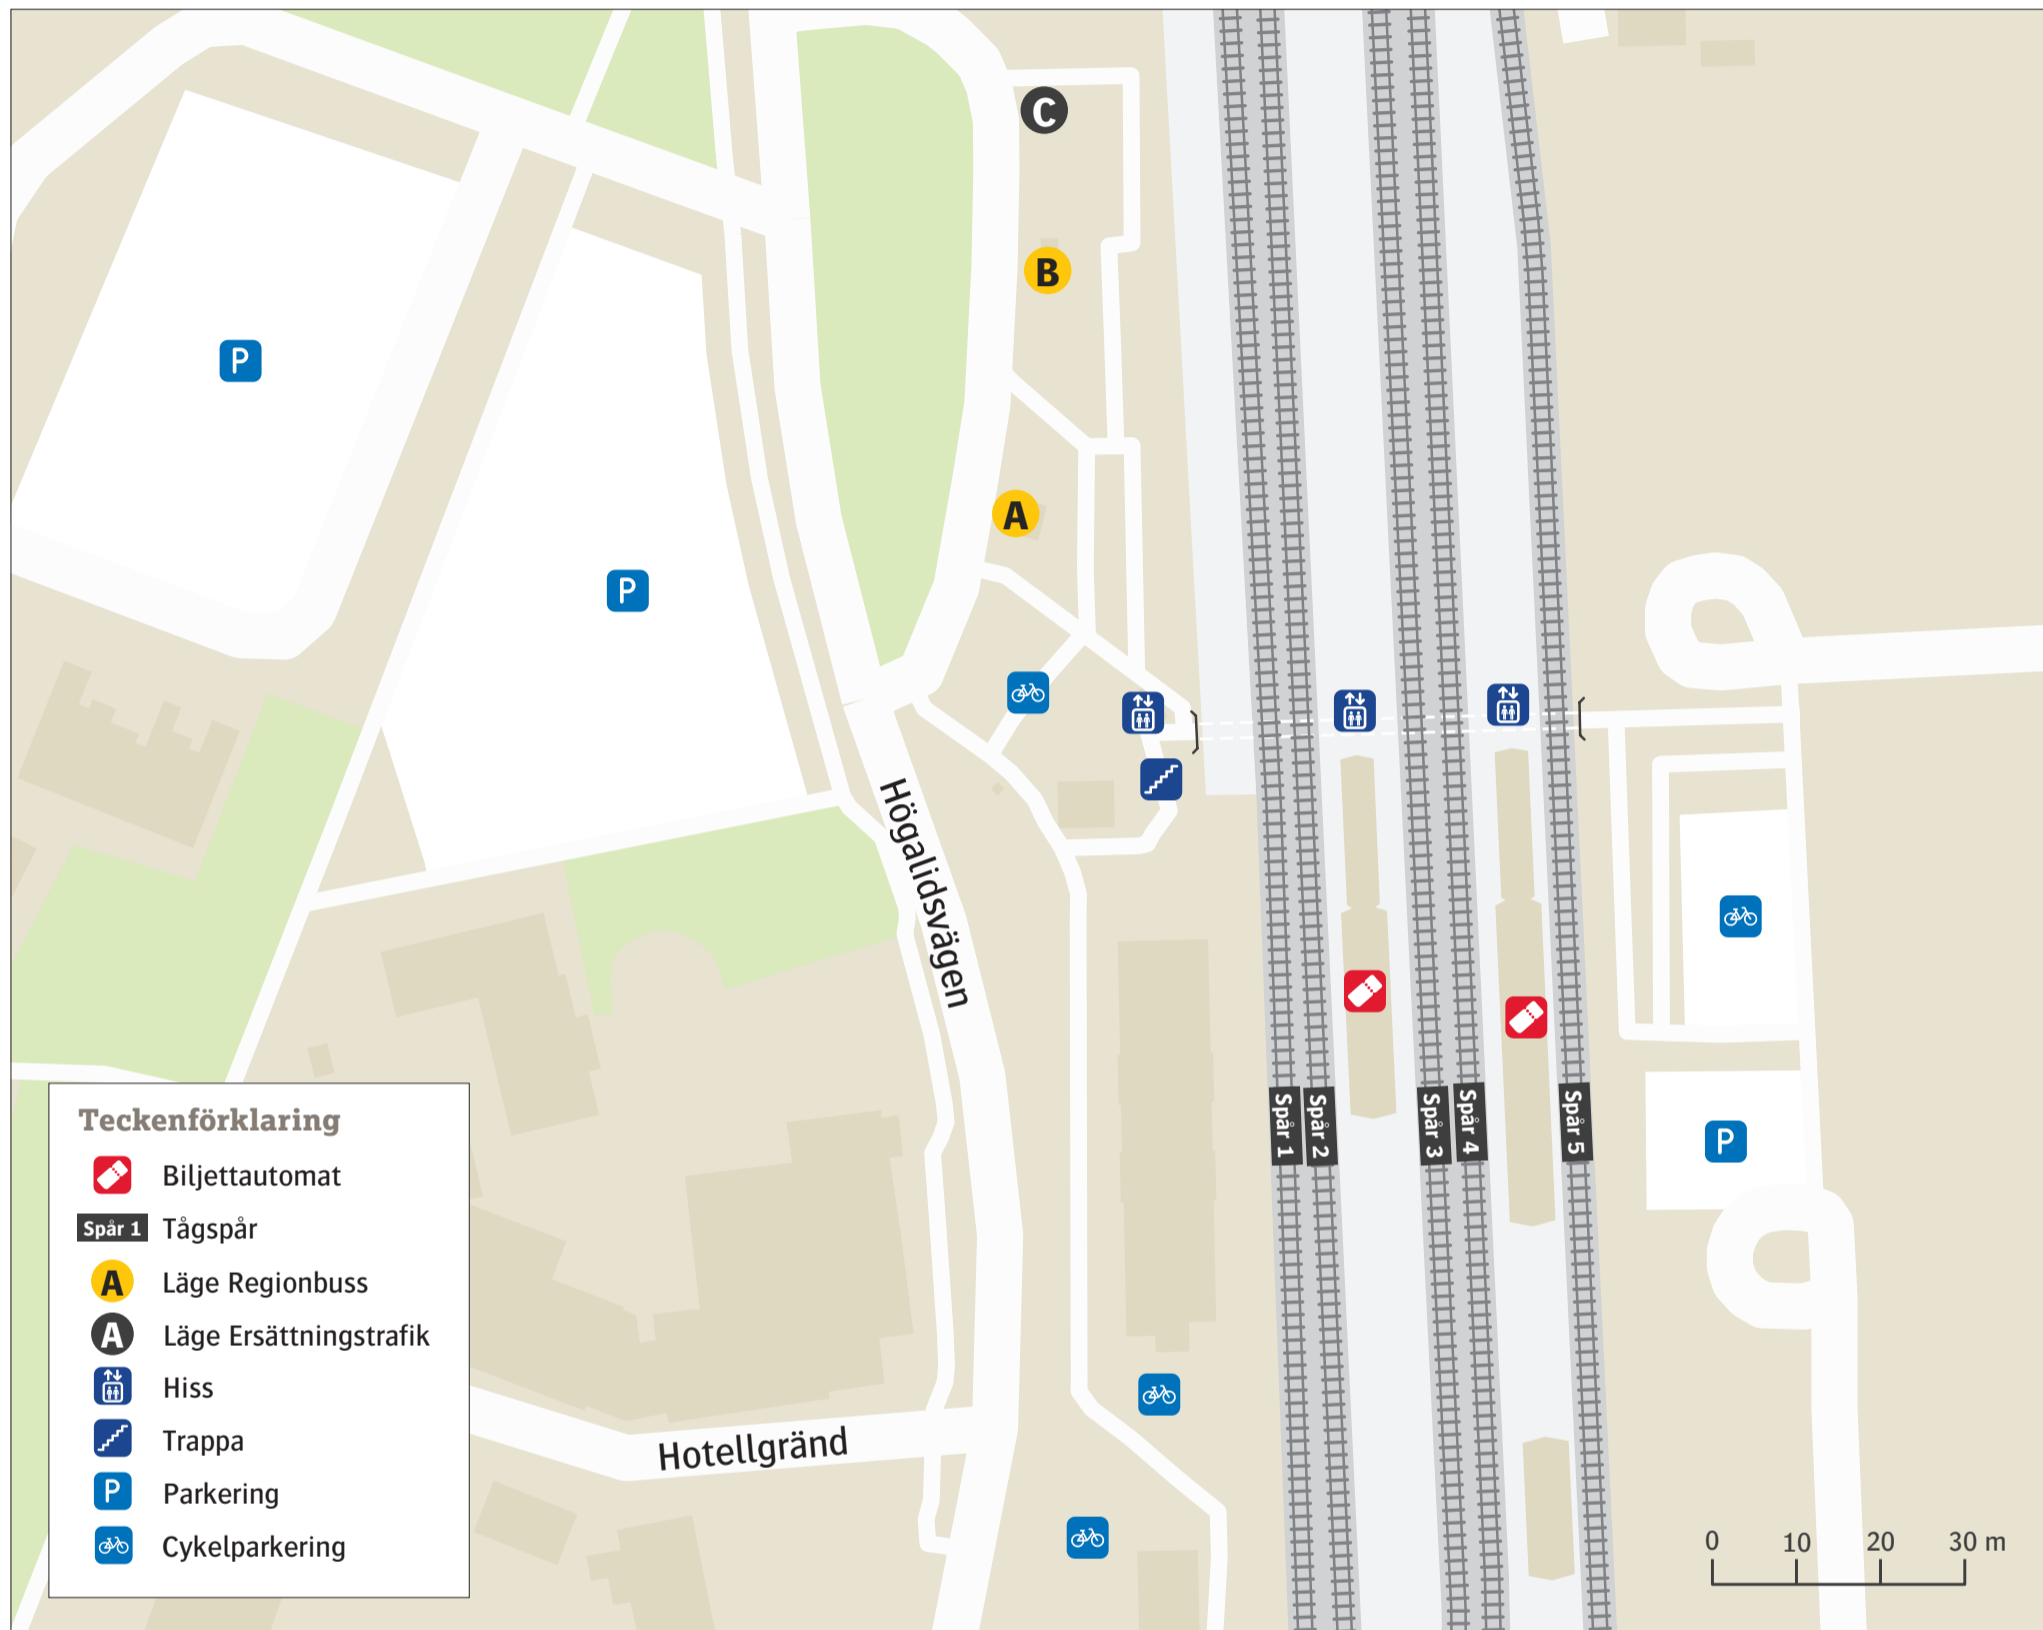 C
B
P
A
P
Högalidsvägen
P
Spår 1
Spår 2
Spår 3
Spår 4
Spår 5
Hotellgränd
Teckenförklaring
Biljettautomat
Spår 1 Tågspår
A Läge Regionbuss
A Läge Ersättningstrafik
Hiss
Trappa
P Parkering
Cykelparkering
0 10 20 30 m